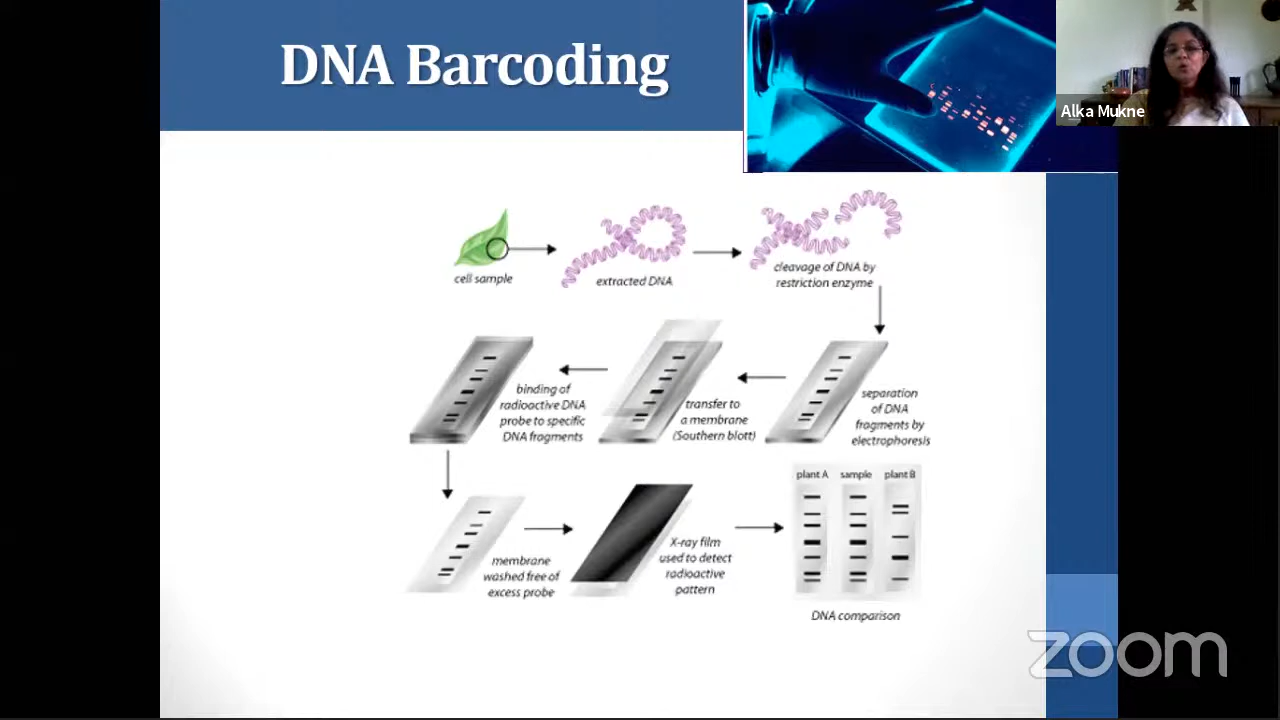 DNA Barcoding
Alka Mukne
cell sample
extracted DNA
cleavage of DNA by
restriction enzyme
binding of
radioactive DNA
probe to specific
DNA fragments
transfer to
a membrane
(Southern blott)
separation
of DNA
fragments by
electrophoresis
membrane
washed free of
excess probe
X-ray film
used to detect
radioactive
pattern
plant A sample plant B
DNA comparison
zoom